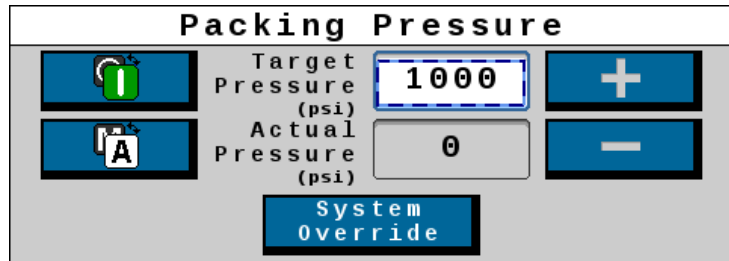 Packing Pressure
Target
Pressure
(psi)
1000
+
Actual
Pressure
(psi)
0
−
M
A
System
Override